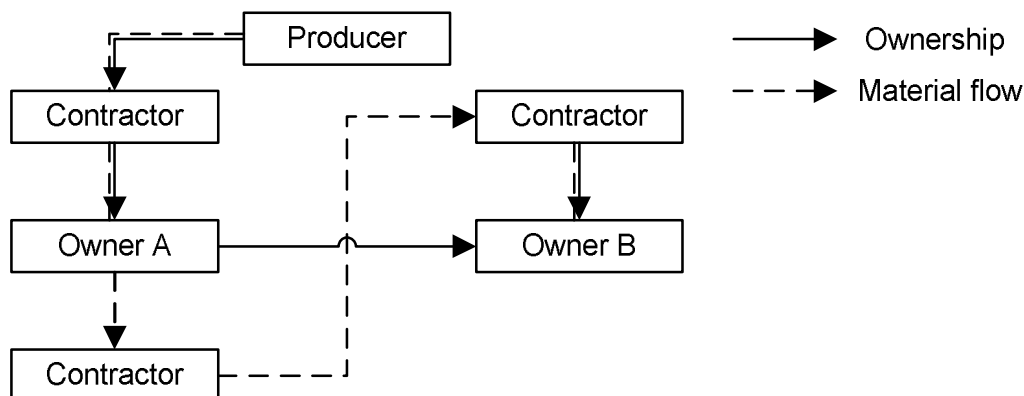 Producer
Ownership
Material flow
Contractor
Contractor
Owner A
Owner B
Contractor